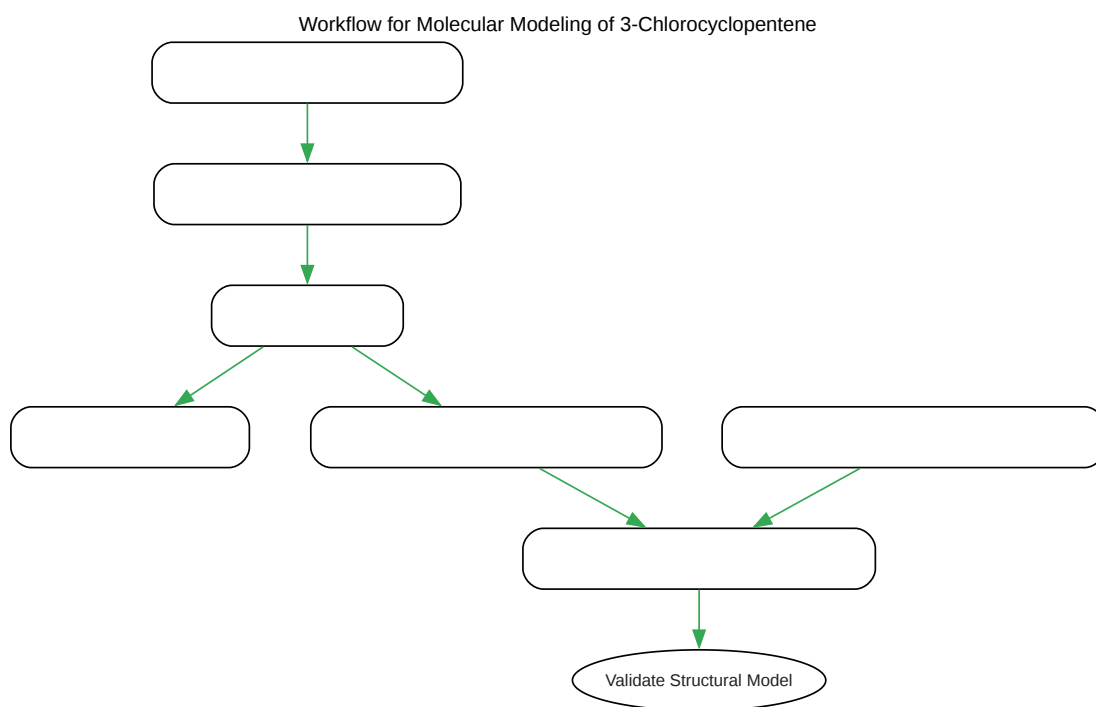 Workflow for Molecular Modeling of 3-Chlorocyclopentene
Validate Structural Model